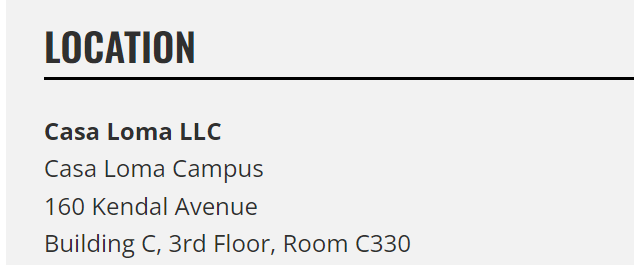 LOCATION
Casa Loma LLC
Casa Loma Campus
160 Kendal Avenue
Building C, 3rd Floor, Room C330